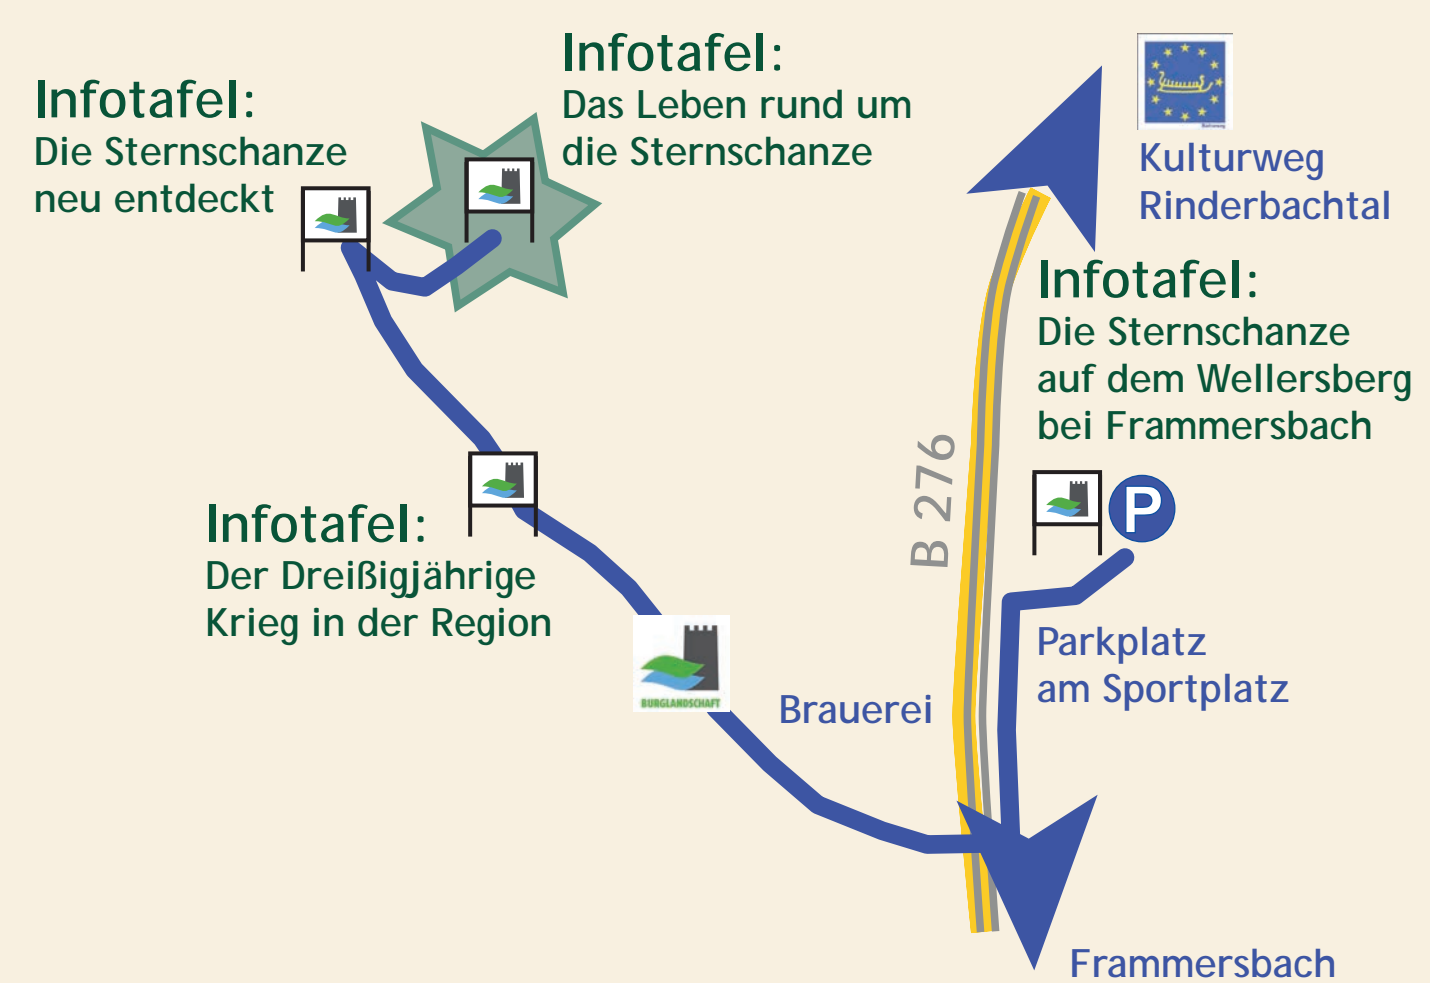 Infotafel:
Die Sternschanze
neu entdeckt
Infotafel:
Das Leben rund um
die Sternschanze
Kulturweg
Rinderbachtal
Infotafel:
Die Sternschanze
auf dem Wellersberg
bei Frammersbach
P
B 276
Infotafel:
Der Dreißigjährige
Krieg in der Region
BURGLANDSCHAFT
Brauerei
Parkplatz
am Sportplatz
Frammersbach